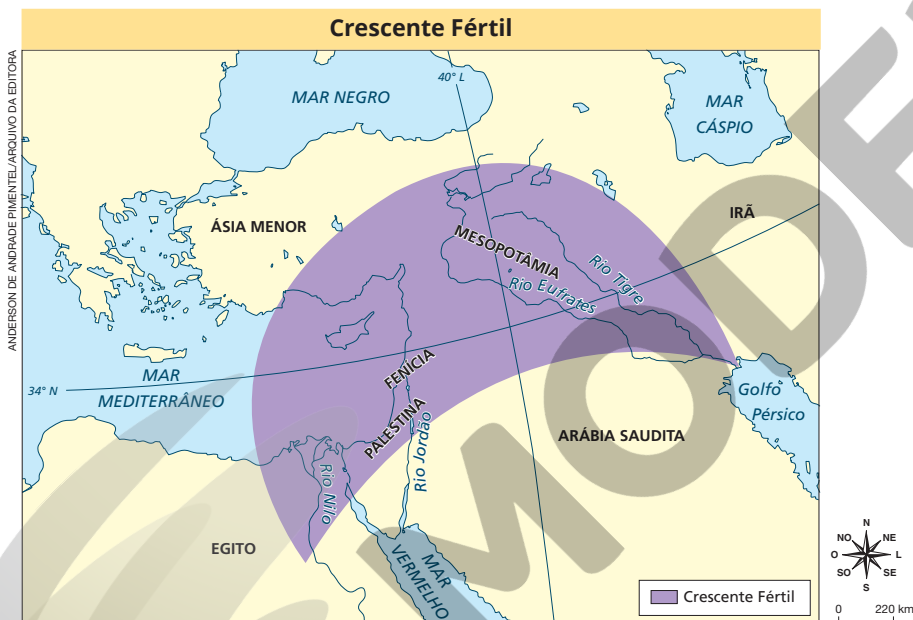 Crescente Fértil
ANDERSON DE ANDRADE PIMENTEL/ARQUIVO DA EDITORA
40° L
MAR NEGRO
MAR
CÁSPIO
ÁSIA MENOR
IRÃ
MESOPOTÂMIA
Rio Tigre
Rio Eufrates
34° N
MAR
MEDITERRÂNEO
FENÍCIA
PALESTINA
Rio Jordão
Golfo
Pérsico
ARÁBIA SAUDITA
Rio Nilo
EGITO
MAR
VERMELHO
N
NO
NE
O
L
SO
SE
S
Crescente Fértil
0 220 km
MODE